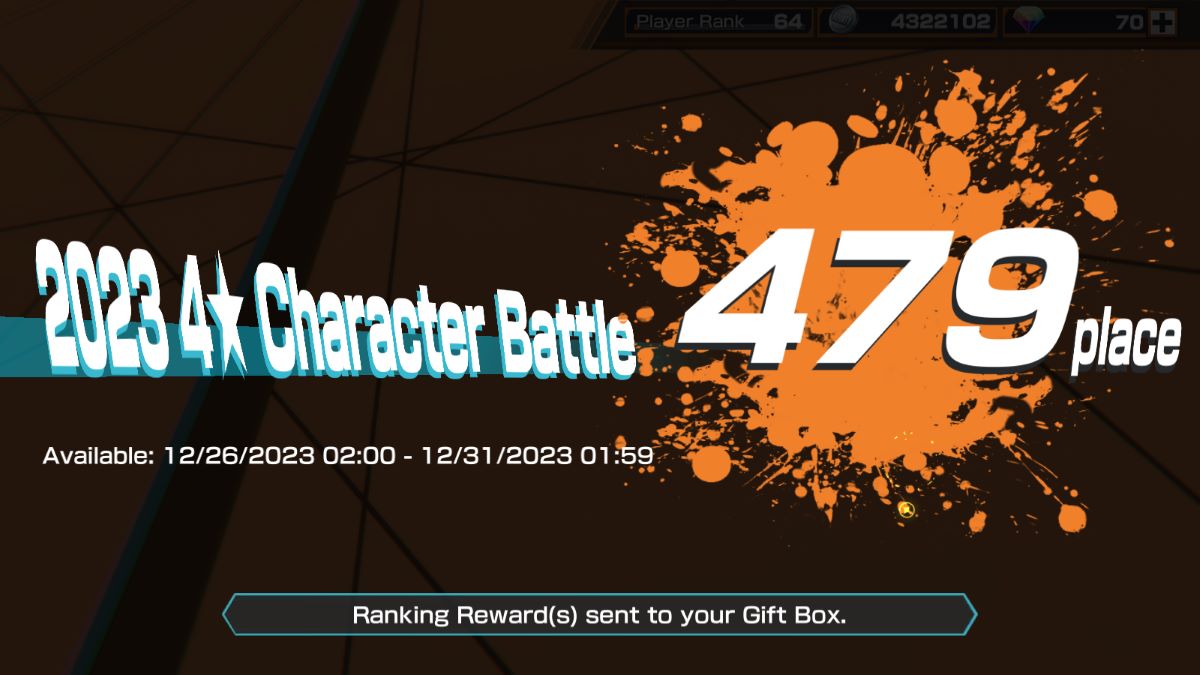 Player Rank 64 4322102 70
2023 4★ Character Battle
479 place
Available: 12/26/2023 02:00 - 12/31/2023 01:59
Ranking Reward(s) sent to your Gift Box.